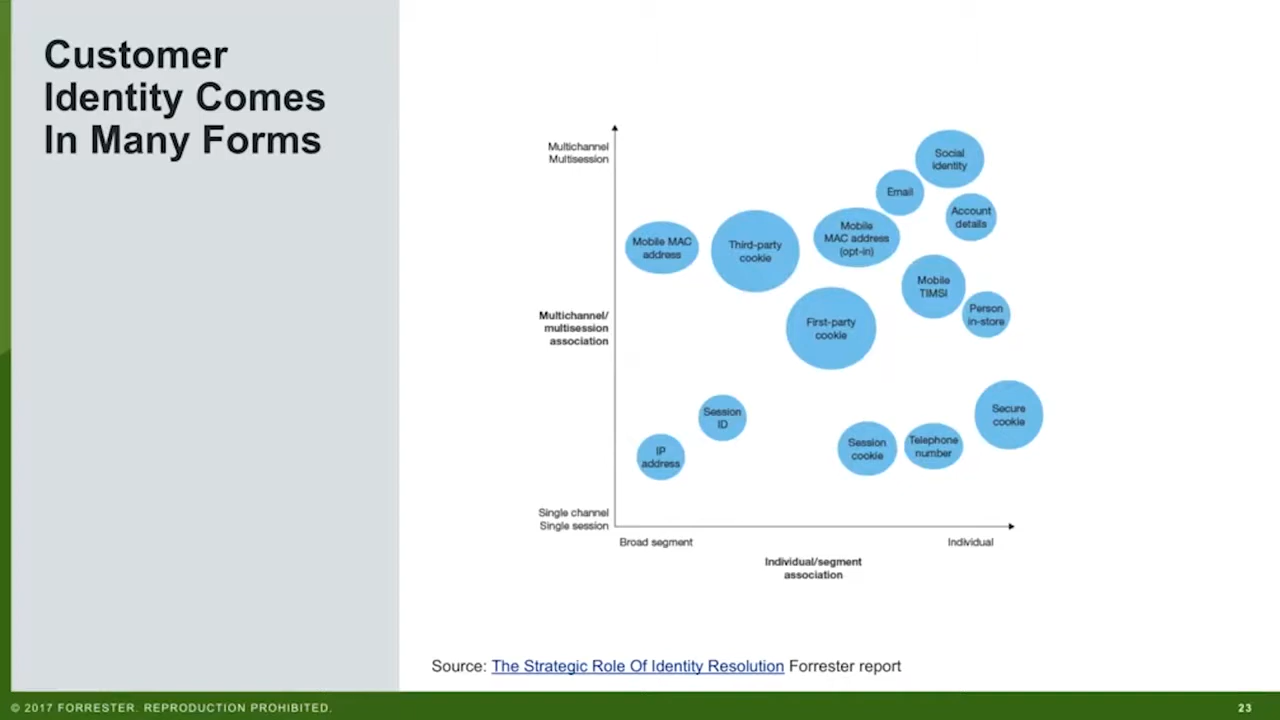 Customer
Identity Comes
In Many Forms
Multichannel
Multisession
Social
identity
Email
Account
details
Mobile MAC
address
Third-party
cookie
Mobile
MAC address
(opt-in)
Mobile
TIMSI
Person
in-store
Multichannel/
multisession
association
First-party
cookie
Session
ID
IP
address
Session
cookie
Telephone
number
Secure
cookie
Single channel
Single session
Broad segment
Individual
Individual/segment
association
Source: The Strategic Role Of Identity Resolution Forrester report
© 2017 FORRESTER. REPRODUCTION PROHIBITED.
23